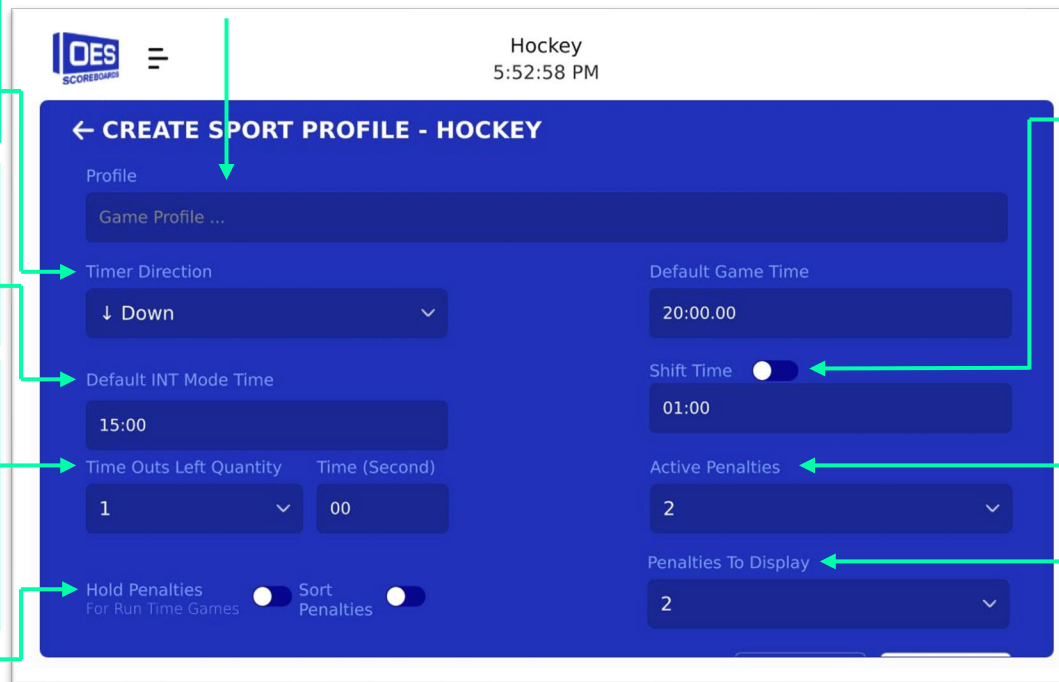 OES
SCOREBOARDS
Hockey
5:52:58 PM
← CREATE SPORT PROFILE - HOCKEY
Profile
Game Profile ...
Timer Direction
↓ Down
Default Game Time
20:00.00
Default INT Mode Time
15:00
Shift Time
01:00
Time Outs Left Quantity
1
Time (Second)
00
Active Penalties
2
Hold Penalties
For Run Time Games
Sort
Penalties
Penalties To Display
2